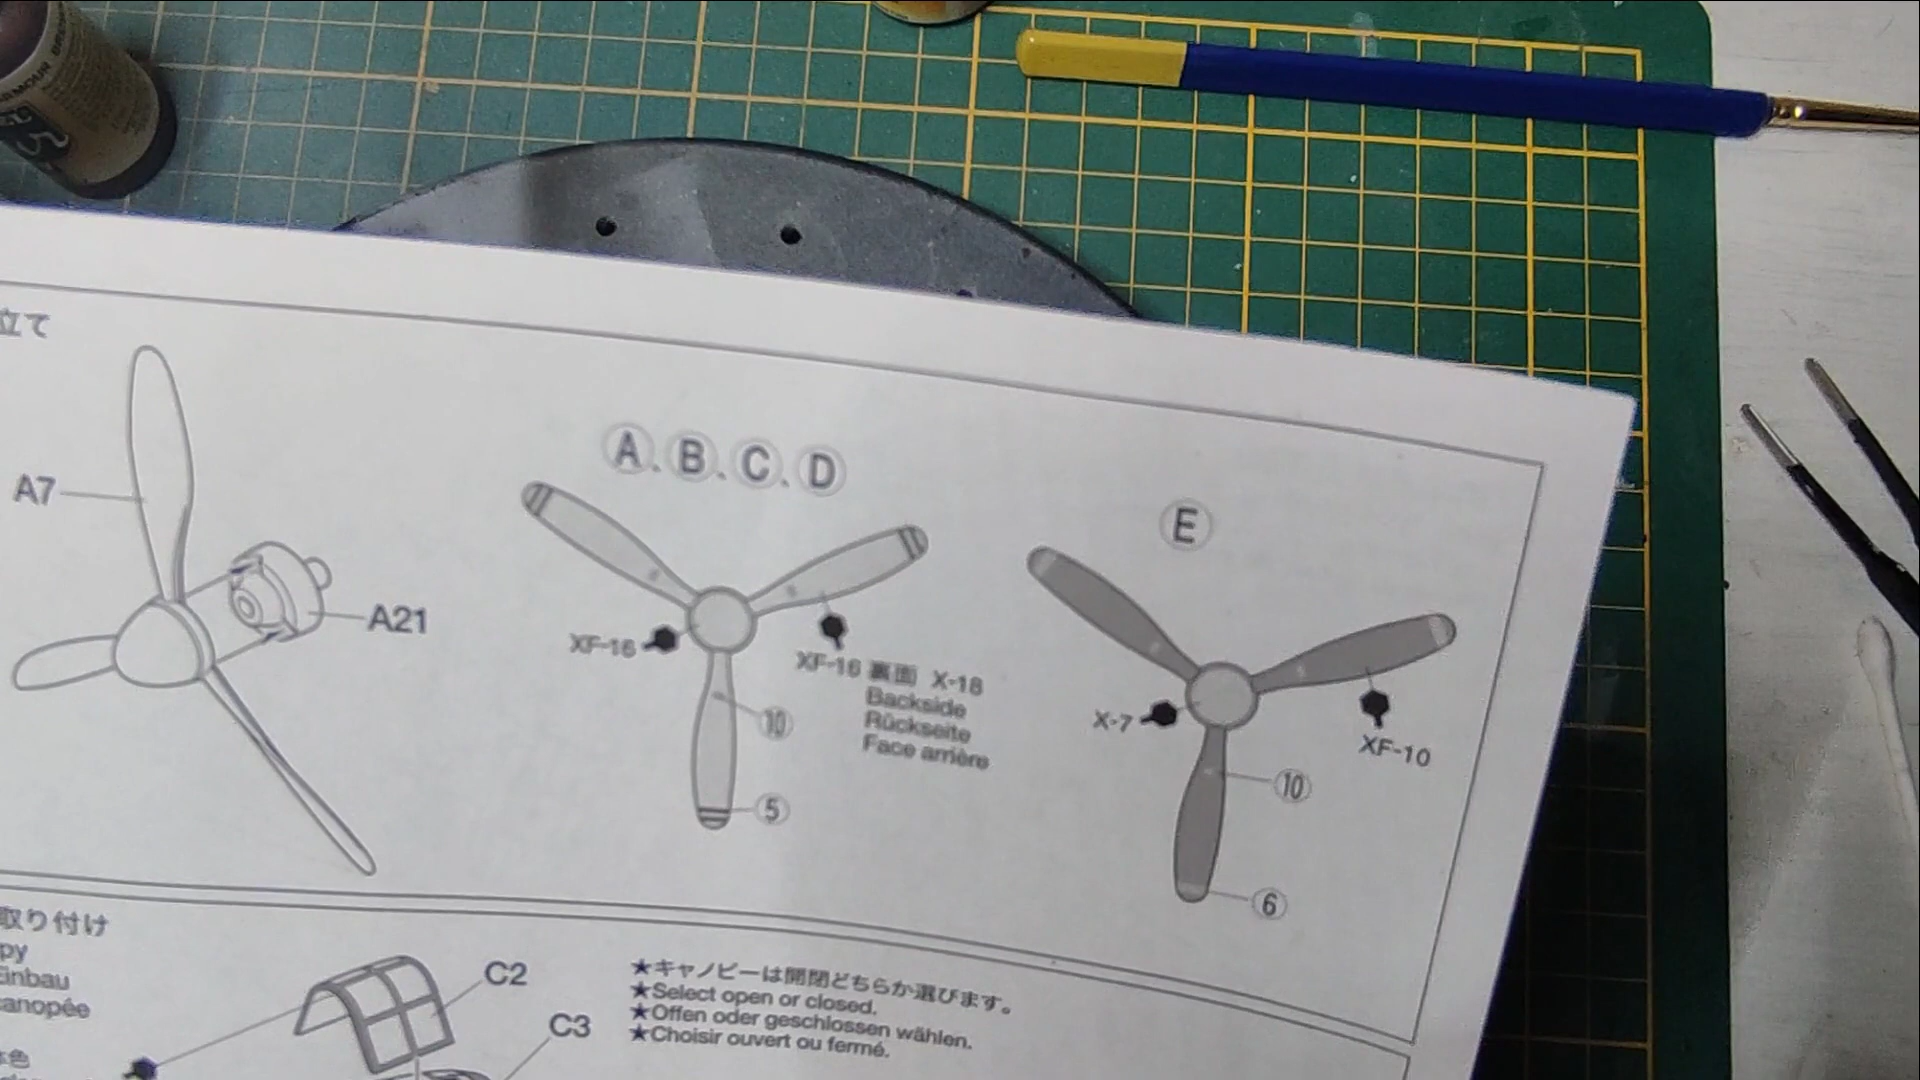 立て
A7
A21
A.B.C.D
XF-16
XF-16 裏面 X-18
Backside
Rückseite
Face arrière
10
5
E
X-7
XF-10
10
6
取り付け
py
Einbau
canopée
C2
C3
★キャノピーは開閉どちらか選びます。
★Select open or closed.
★Offen oder geschlossen wählen.
★Choisir ouvert ou fermé.
色